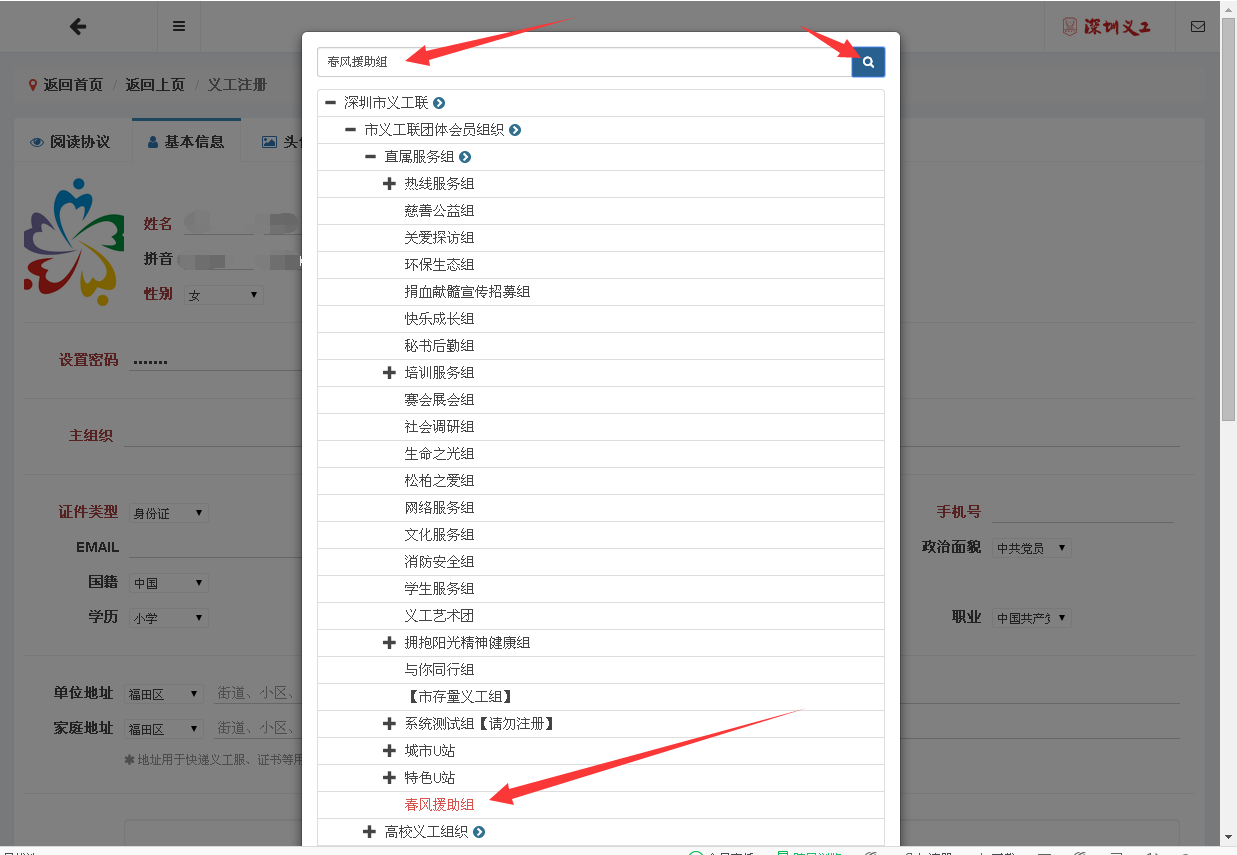 深圳义工
春风援助组
返回首页 / 返回上页 / 义工注册
阅读协议 基本信息
姓名
拼音
性别 女
设置密码 •••••••
主组织
证件类型 身份证
手机号
EMAIL
政治面貌 中共党员
国籍 中国
学历 小学
职业
单位地址 福田区 街道、小区、
家庭地址 福田区 街道、小区、
地址用于快递义工服、证书等用
深圳市义工联
市义工联团体会员组织
直属服务组
热线服务组
慈善公益组
关爱探访组
环保生态组
捐血献髓宣传招募组
快乐成长组
秘书后勤组
培训服务组
赛会展会组
社会调研组
生命之光组
松柏之爱组
网络服务组
文化服务组
消防安全组
学生服务组
义工艺术团
拥抱阳光精神健康组
与你同行组
【市存量义工组】
系统测试组【请勿注册】
城市U站
特色U站
春风援助组
高校义工组织